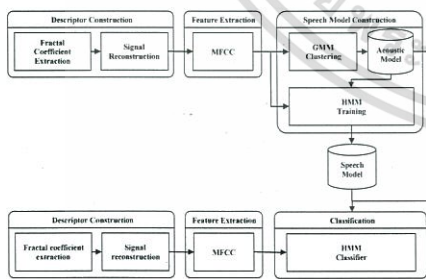 Descriptor Construction
Feature Extraction
Speech Model Construction
Fractal
Coefficient
Extraction
Signal
Reconstruction
MFCC
GMM
Clustering
Acoustic
Model
HMM
Training
Speech
Model
Descriptor Construction
Feature Extraction
Classification
Fractal coefficient
extraction
Signal
reconstruction
MFCC
HMM
Classifier